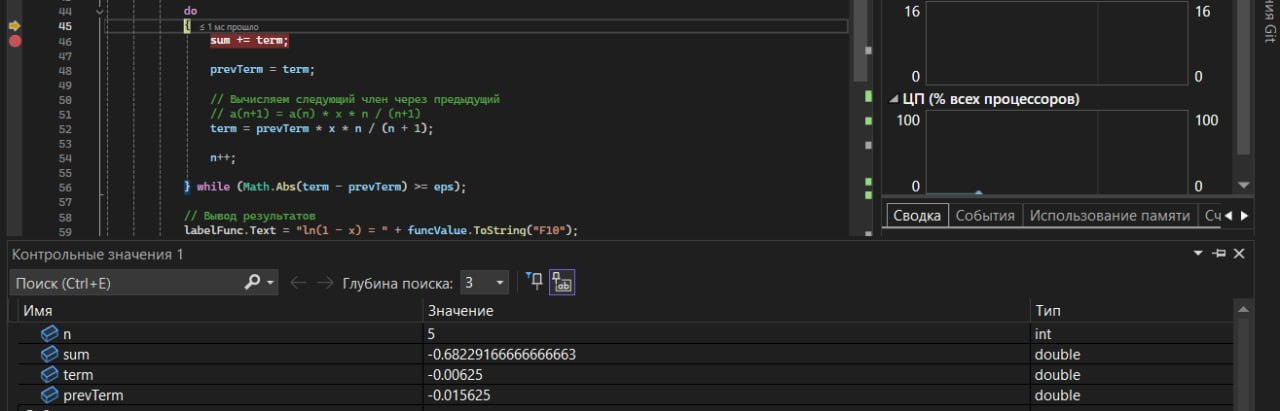 44 do
45 { ≤ 1 мс прошло
46 sum += term;
47
48 prevTerm = term;
49
50 // Вычисляем следующий член через предыдущий
51 // a(n+1) = a(n) * x * n / (n+1)
52 term = prevTerm * x * n / (n + 1);
53
54 n++;
55
56 } while (Math.Abs(term - prevTerm) >= eps);
57
58 // Вывод результатов
59 labelFunc.Text = "ln(1 - x) = " + funcValue.ToString("F10");
16 16
0 0
ЦП (% всех процессоров)
100 100
0 0
Сводка События Использование памяти Сч
ния Git
Контрольные значения 1
Поиск (Ctrl+E) Глубина поиска: 3
Имя Значение Тип
n 5 int
sum -0.68229166666666663 double
term -0.00625 double
prevTerm -0.015625 double